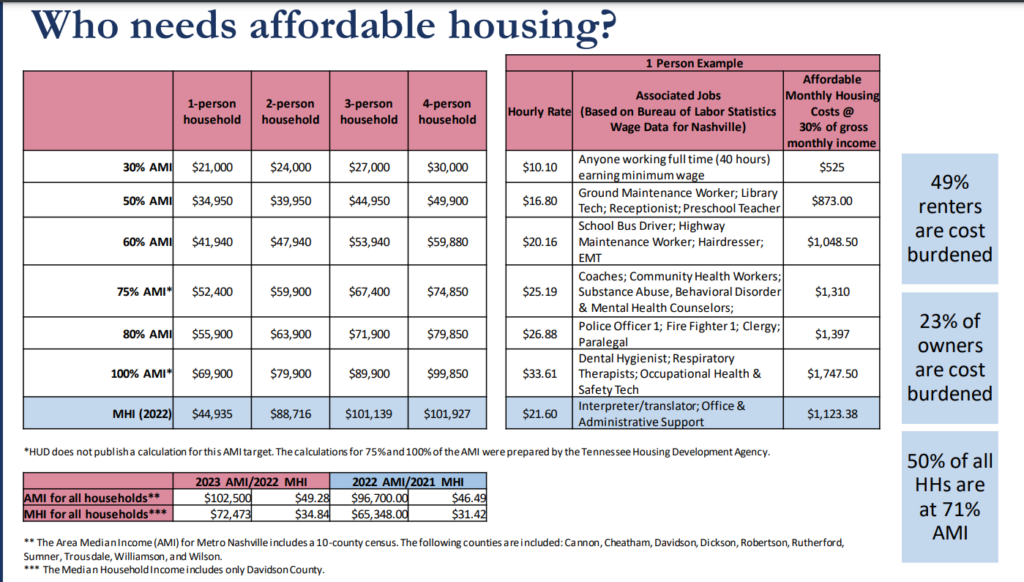 Who needs affordable housing?
1-person household 2-person household 3-person household 4-person household
30% AMI $21,000 $24,000 $27,000 $30,000
50% AMI $34,950 $39,950 $44,950 $49,900
60% AMI $41,940 $47,940 $53,940 $59,880
75% AMI* $52,400 $59,900 $67,400 $74,850
80% AMI $55,900 $63,900 $71,900 $79,850
100% AMI* $69,900 $79,900 $89,900 $99,850
MHI (2022) $44,935 $88,716 $101,139 $101,927
1 Person Example
Hourly Rate
Associated Jobs
(Based on Bureau of Labor Statistics
Wage Data for Nashville)
Affordable
Monthly Housing
Costs @
30% of gross
monthly income
$10.10
Anyone working full time (40 hours)
earning minimum wage
$525
$16.80
Ground Maintenance Worker; Library
Tech; Receptionist; Preschool Teacher
$873.00
$20.16
School Bus Driver; Highway
Maintenance Worker; Hairdresser;
EMT
$1,048.50
$25.19
Coaches; Community Health Workers;
Substance Abuse, Behavioral Disorder
& Mental Health Counselors;
$1,310
$26.88
Police Officer 1; Fire Fighter 1; Clergy;
Paralegal
$1,397
$33.61
Dental Hygienist; Respiratory
Therapists; Occupational Health &
Safety Tech
$1,747.50
$21.60
Interpreter/translator; Office &
Administrative Support
$1,123.38
49%
renters
are cost
burdened
23% of
owners
are cost
burdened
50% of all
HHs are
at 71%
AMI
*HUD does not publish a calculation for this AMI target. The calculations for 75% and 100% of the AMI were prepared by the Tennessee Housing Development Agency.
2023 AMI/2022 MHI 2022 AMI/2021 MHI
AMI for all households** $102,500 $49.28 $96,700.00 $46.49
MHI for all households*** $72,473 $34.84 $65,348.00 $31.42
** The Area Median Income (AMI) for Metro Nashville includes a 10-county census. The following counties are included: Cannon, Cheatham, Davidson, Dickson, Robertson, Rutherford,
Sumner, Trousdale, Williamson, and Wilson.
*** The Median Household Income includes only Davidson County.